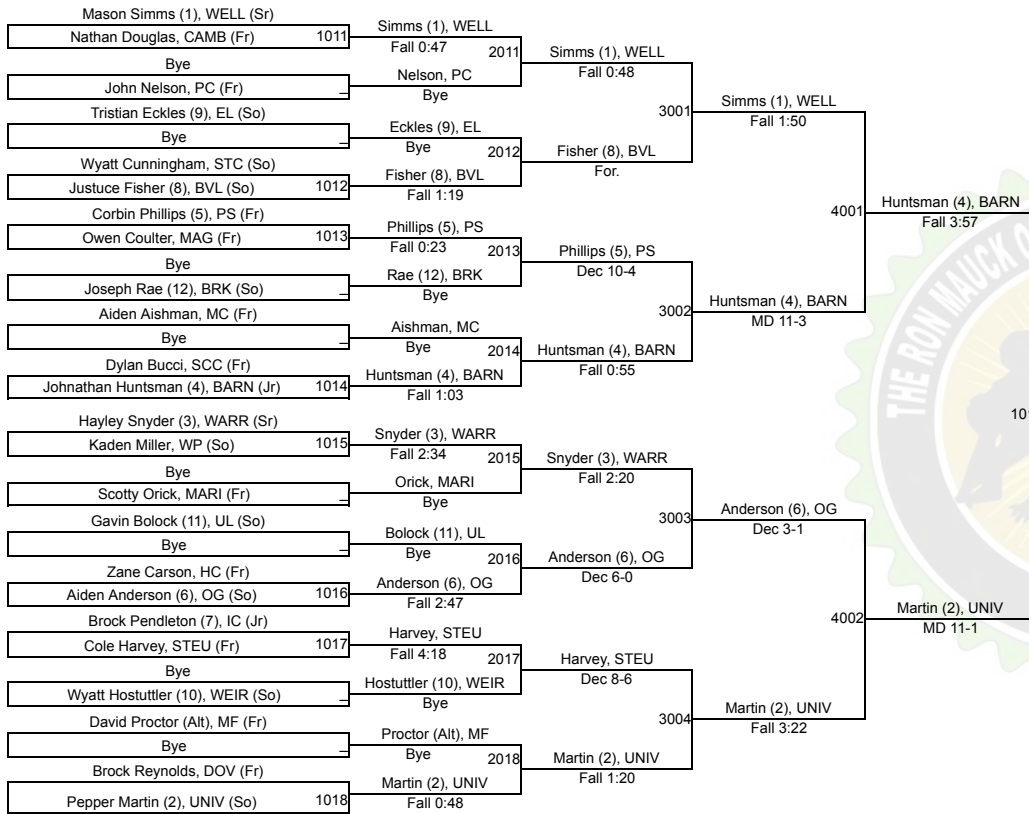 Mason Simms (1), WELL (Sr)
Nathan Douglas, CAMB (Fr)
1011
Bye
John Nelson, PC (Fr)
_
Tristian Eckles (9), EL (So)
Bye
_
Wyatt Cunningham, STC (So)
Justuce Fisher (8), BVL (So)
1012
Corbin Phillips (5), PS (Fr)
Owen Coulter, MAG (Fr)
1013
Bye
Joseph Rae (12), BRK (So)
_
Aiden Aishman, MC (Fr)
Bye
_
Dylan Bucci, SCC (Fr)
Johnathan Huntsman (4), BARN (Jr)
1014
Hayley Snyder (3), WARR (Sr)
Kaden Miller, WP (So)
1015
Bye
Scotty Orick, MARI (Fr)
_
Gavin Bolock (11), UL (So)
Bye
_
Zane Carson, HC (Fr)
Aiden Anderson (6), OG (So)
1016
Brock Pendleton (7), IC (Jr)
Cole Harvey, STEU (Fr)
1017
Bye
Wyatt Hostuttler (10), WEIR (So)
_
David Proctor (Alt), MF (Fr)
Bye
_
Brock Reynolds, DOV (Fr)
Pepper Martin (2), UNIV (So)
1018
Simms (1), WELL
Fall 0:47
2011
Nelson, PC
Bye
Eckles (9), EL
Bye
2012
Fisher (8), BVL
Fall 1:19
Phillips (5), PS
Fall 0:23
2013
Rae (12), BRK
Bye
Aishman, MC
Bye
2014
Huntsman (4), BARN
Fall 1:03
Snyder (3), WARR
Fall 2:34
2015
Orick, MARI
Bye
Bolock (11), UL
Bye
2016
Anderson (6), OG
Fall 2:47
Harvey, STEU
Fall 4:18
2017
Hostuttler (10), WEIR
Bye
Proctor (Alt), MF
Bye
2018
Martin (2), UNIV
Fall 0:48
Simms (1), WELL
Fall 0:48
3001
Fisher (8), BVL
For.
Phillips (5), PS
Dec 10-4
3002
Huntsman (4), BARN
Fall 0:55
Snyder (3), WARR
Fall 2:20
3003
Anderson (6), OG
Dec 6-0
Harvey, STEU
Dec 8-6
3004
Martin (2), UNIV
Fall 1:20
Simms (1), WELL
Fall 1:50
4001
Huntsman (4), BARN
MD 11-3
Anderson (6), OG
Dec 3-1
4002
Martin (2), UNIV
Fall 3:22
Huntsman (4), BARN
Fall 3:57
Martin (2), UNIV
MD 11-1
THE RON MAUCK